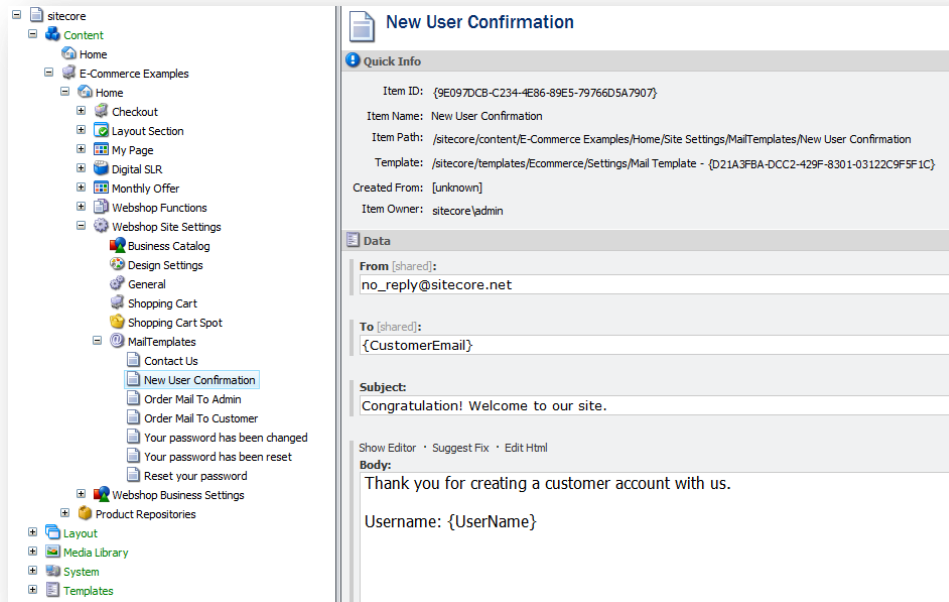 sitecore
Content
Home
E-Commerce Examples
Home
Checkout
Layout Section
My Page
Digital SLR
Monthly Offer
Webshop Functions
Webshop Site Settings
Business Catalog
Design Settings
General
Shopping Cart
Shopping Cart Spot
MailTemplates
Contact Us
New User Confirmation
Order Mail To Admin
Order Mail To Customer
Your password has been changed
Your password has been reset
Reset your password
Webshop Business Settings
Product Repositories
Layout
Media Library
System
Templates
New User Confirmation
Quick Info
Item ID: {9E097DCB-C234-4E86-89E5-79766D5A7907}
Item Name: New User Confirmation
Item Path: /sitecore/content/E-Commerce Examples/Home/Site Settings/MailTemplates/New User Confirmation
Template: /sitecore/templates/Ecommerce/Settings/Mail Template - {D21A3FBA-DCC2-429F-8301-03122C9F5F1C}
Created From: [unknown]
Item Owner: sitecore\admin
Data
From [shared]:
no_reply@sitecore.net
To [shared]:
{CustomerEmail}
Subject:
Congratulation! Welcome to our site.
Show Editor · Suggest Fix · Edit Html
Body:
Thank you for creating a customer account with us.
Username: {UserName}